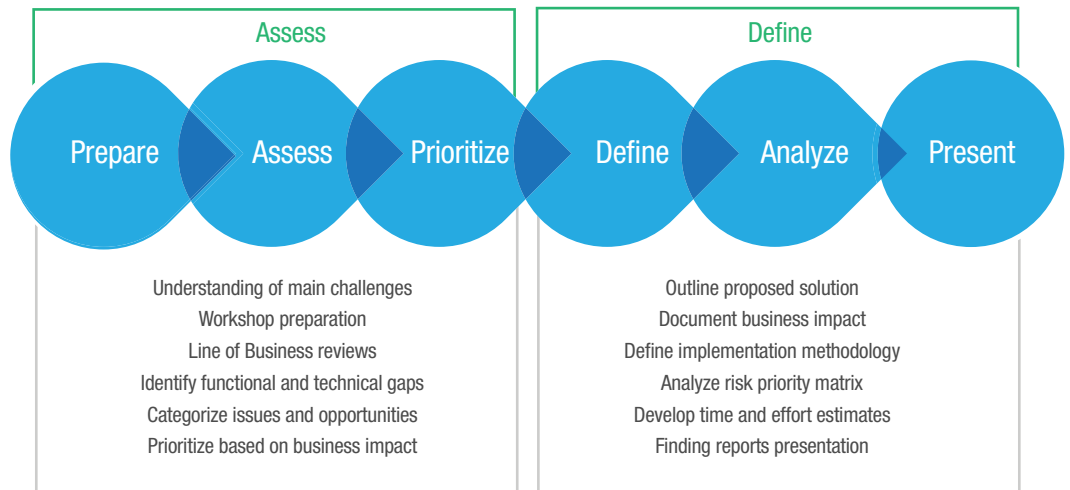 Assess
Define
Prepare
Assess
Prioritize
Define
Analyze
Present
Understanding of main challenges
Workshop preparation
Line of Business reviews
Identify functional and technical gaps
Categorize issues and opportunities
Prioritize based on business impact
Outline proposed solution
Document business impact
Define implementation methodology
Analyze risk priority matrix
Develop time and effort estimates
Finding reports presentation